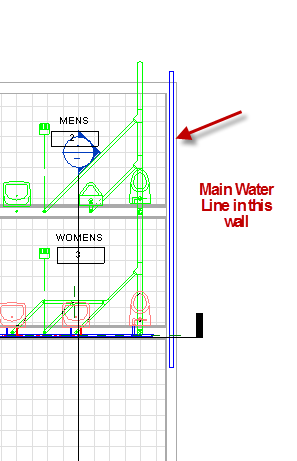 MENS
2
Main Water
Line in this
wall
WOMENS
3